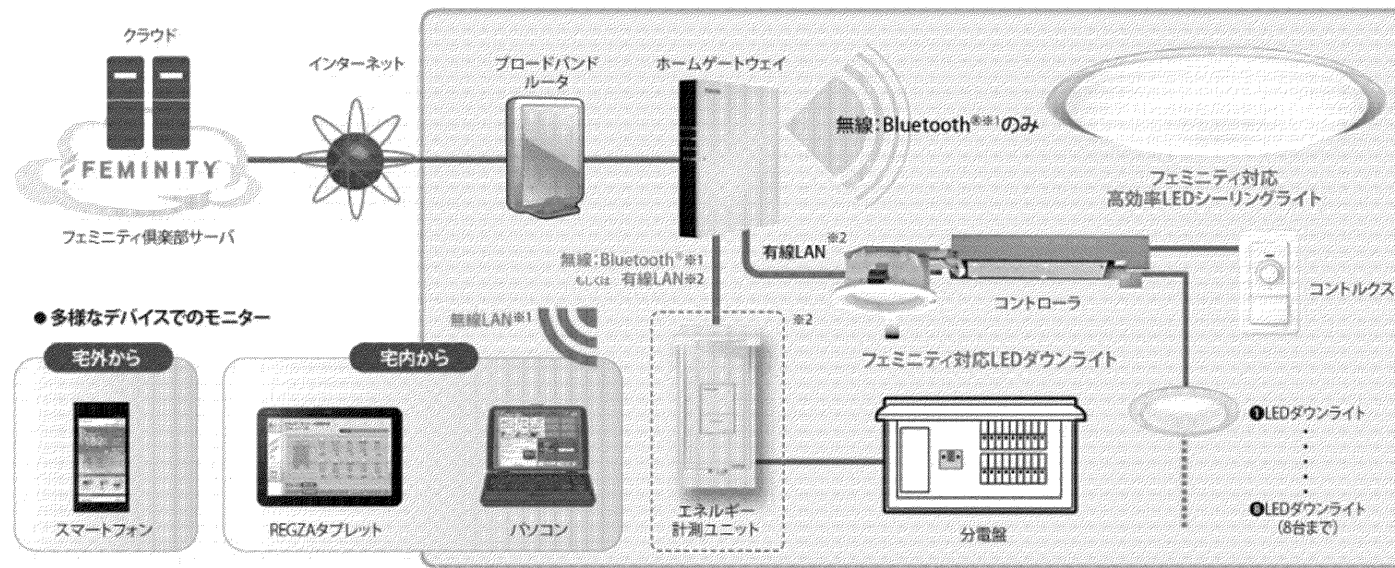 クラウド
FEMINITY
フェミニティ倶楽部サーバ
インターネット
ブロードバンド
ルータ
ホームゲートウェイ
無線:Bluetooth®※1のみ
フェミニティ対応
高効率LEDシーリングライト
無線:Bluetooth®※1
もしくは 有線LAN※2
有線LAN※2
コントローラ
コントルクス
フェミニティ対応LEDダウンライト
●多様なデバイスでのモニター
無線LAN※1
※2
宅外から
宅内から
スマートフォン
REGZAタブレット
パソコン
エネルギー
計測ユニット
分電盤
❶LEDダウンライト
❽LEDダウンライト
(8台まで)